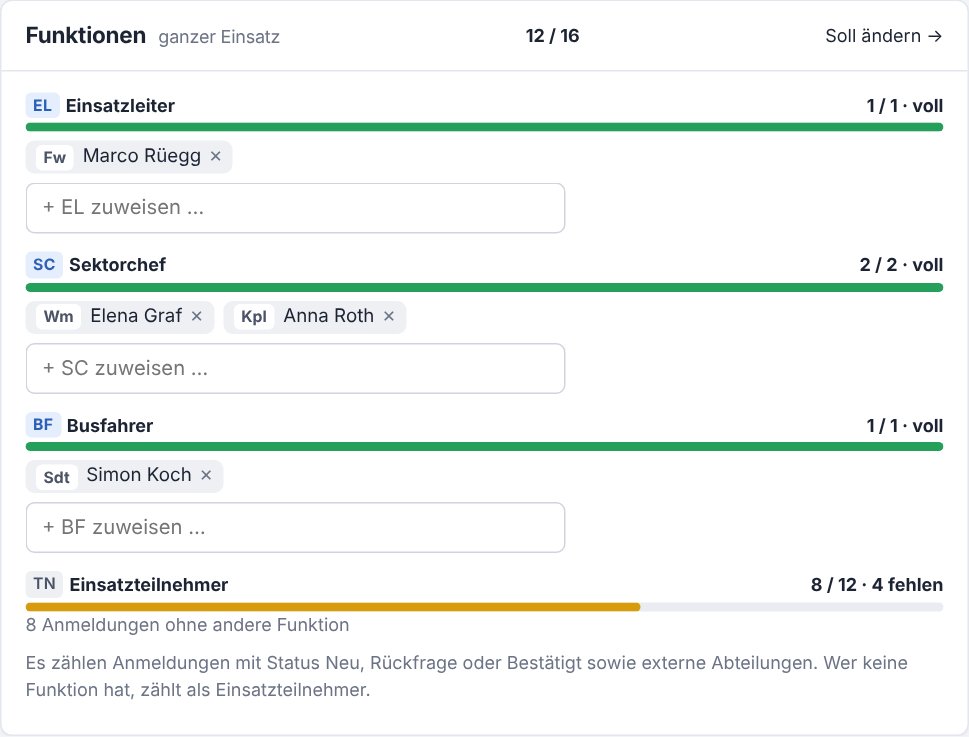 Funktionen ganzer Einsatz 12 / 16 Soll ändern →
EL Einsatzleiter 1 / 1 · voll
Fw Marco Rüegg ×
+ EL zuweisen ...
SC Sektorchef 2 / 2 · voll
Wm Elena Graf × Kpl Anna Roth ×
+ SC zuweisen ...
BF Busfahrer 1 / 1 · voll
Sdt Simon Koch ×
+ BF zuweisen ...
TN Einsatzteilnehmer 8 / 12 · 4 fehlen
8 Anmeldungen ohne andere Funktion
Es zählen Anmeldungen mit Status Neu, Rückfrage oder Bestätigt sowie externe Abteilungen. Wer keine
Funktion hat, zählt als Einsatzteilnehmer.